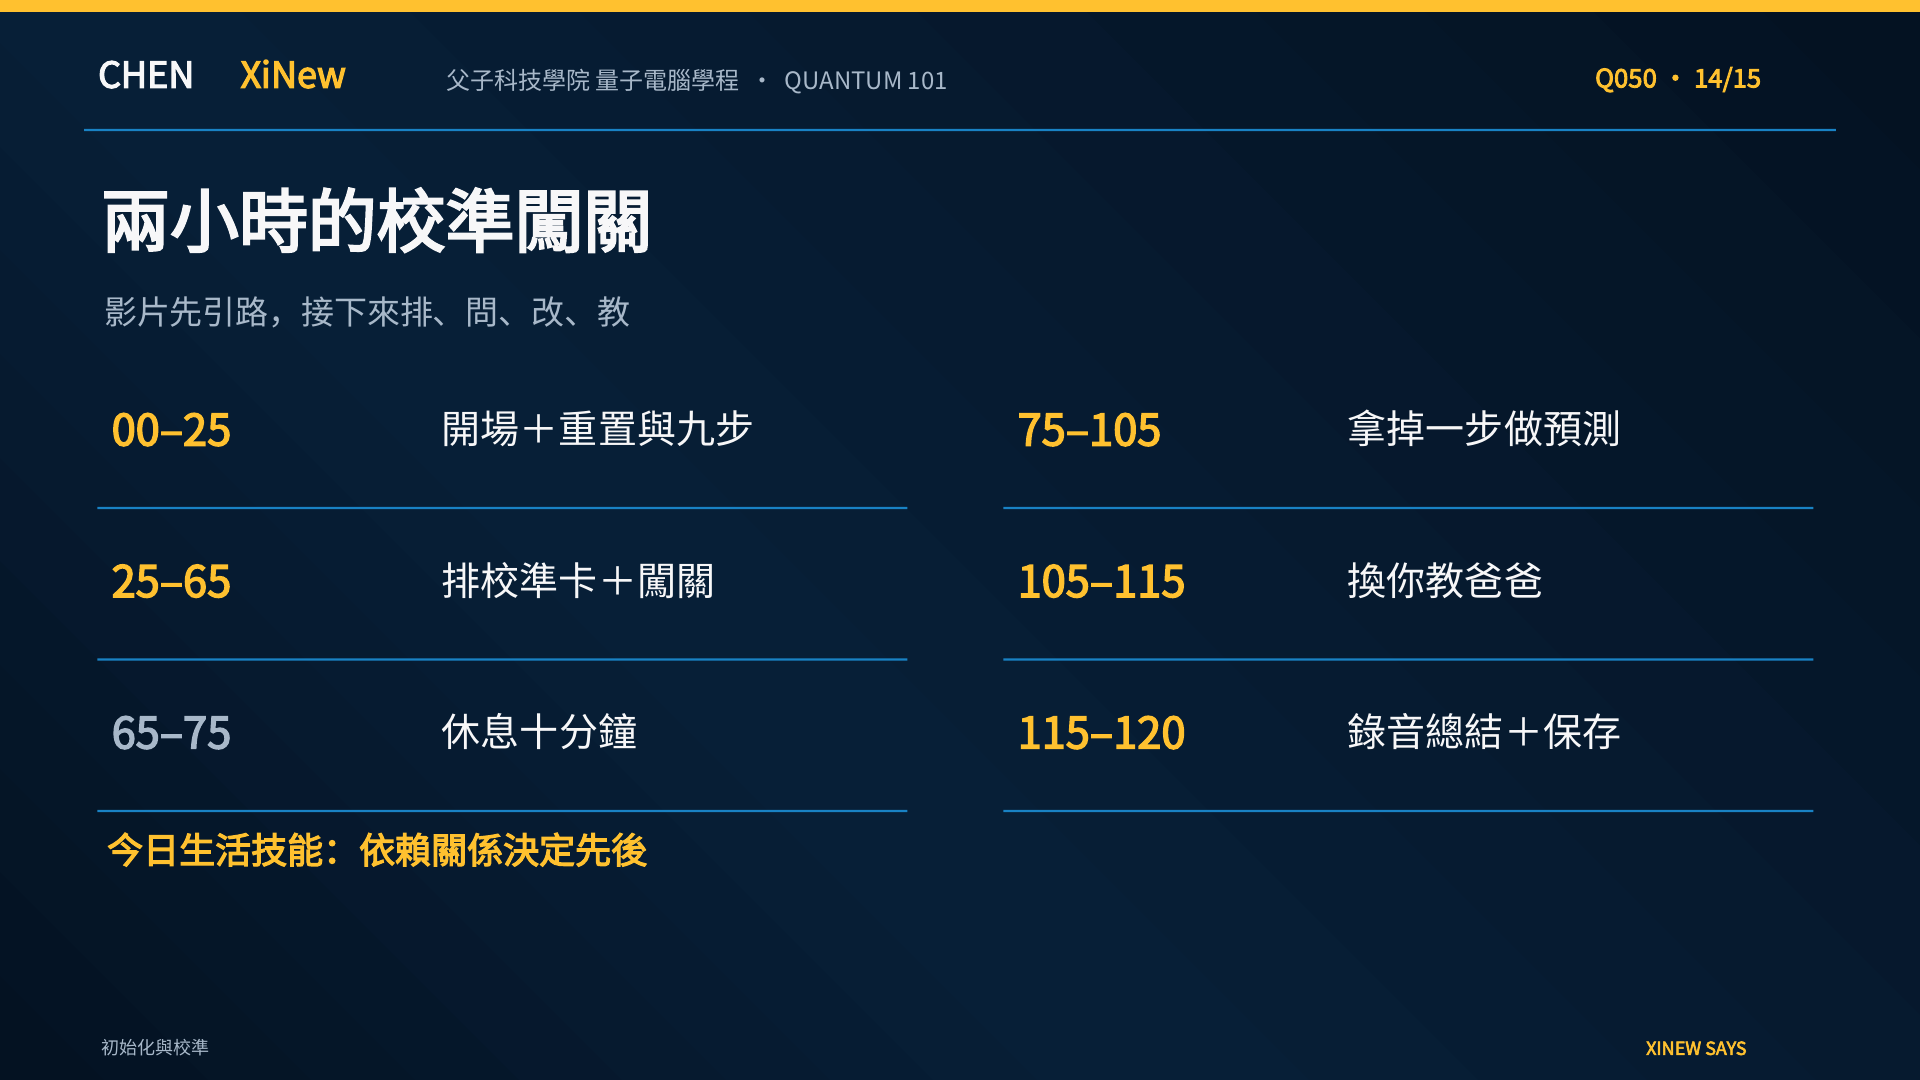 CHEN XiNew 父子科技學院 量子電腦學程 · QUANTUM 101 Q050 · 14/15
兩小時的校準闖關
影片先引路，接下來排、問、改、教
00–25 開場＋重置與九步
25–65 排校準卡＋闖關
65–75 休息十分鐘
75–105 拿掉一步做預測
105–115 換你教爸爸
115–120 錄音總結＋保存
今日生活技能：依賴關係決定先後
初始化與校準
XINEW SAYS